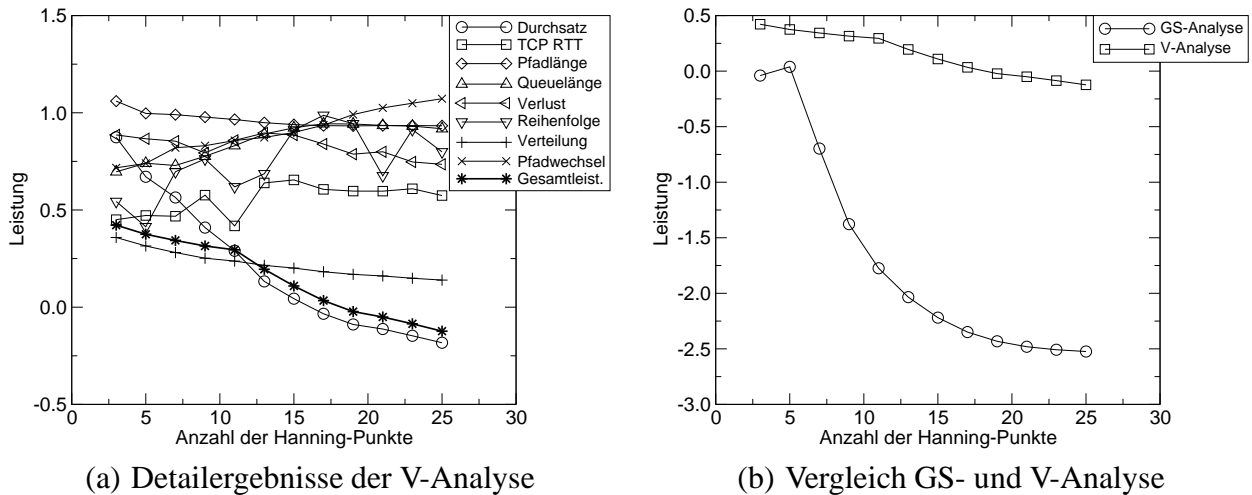 1.5
1.0
0.5
0.0
-0.5
0
5
10
15
20
25
30
Leistung
Anzahl der Hanning-Punkte
Durchsatz
TCP RTT
Pfadlänge
Queuelänge
Verlust
Reihenfolge
Verteilung
Pfadwechsel
Gesamtleist.
(a) Detailergebnisse der V-Analyse
0.5
0.0
-0.5
-1.0
-1.5
-2.0
-2.5
-3.0
0
5
10
15
20
25
30
Leistung
Anzahl der Hanning-Punkte
GS-Analyse
V-Analyse
(b) Vergleich GS- und V-Analyse